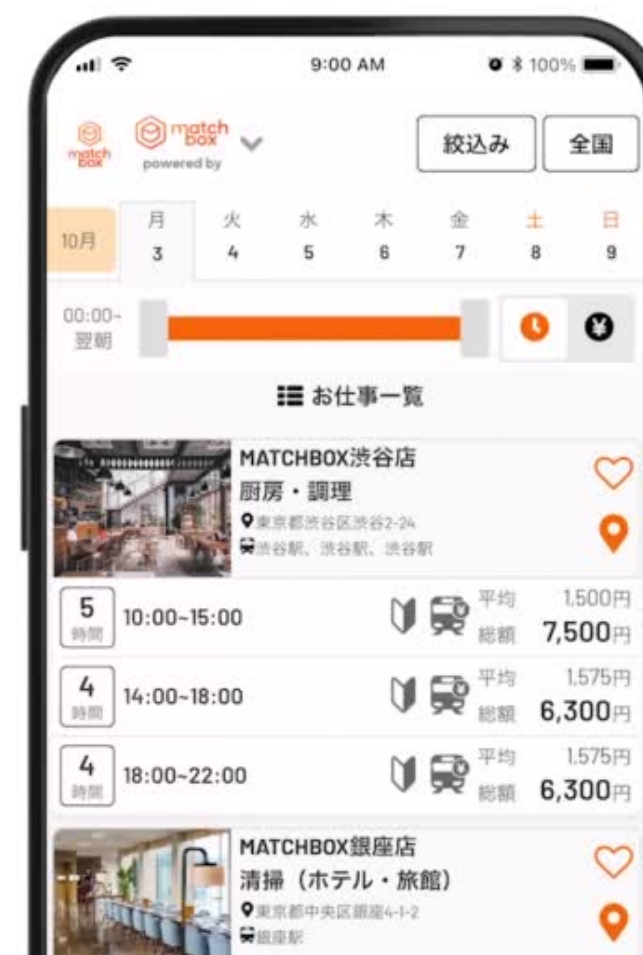 9:00 AM 100%
match box
match box
powered by
絞込み 全国
10月
月 火 水 木 金 土 日
3 4 5 6 7 8 9
00:00~
翌朝
お仕事一覧
MATCHBOX渋谷店
厨房・調理
東京都渋谷区渋谷2-24
渋谷駅、渋谷駅、渋谷駅
5 時間 10:00~15:00 平均 1,500円
総額 7,500円
4 時間 14:00~18:00 平均 1,575円
総額 6,300円
4 時間 18:00~22:00 平均 1,575円
総額 6,300円
MATCHBOX銀座店
清掃（ホテル・旅館）
東京都中央区銀座4-1-2
銀座駅